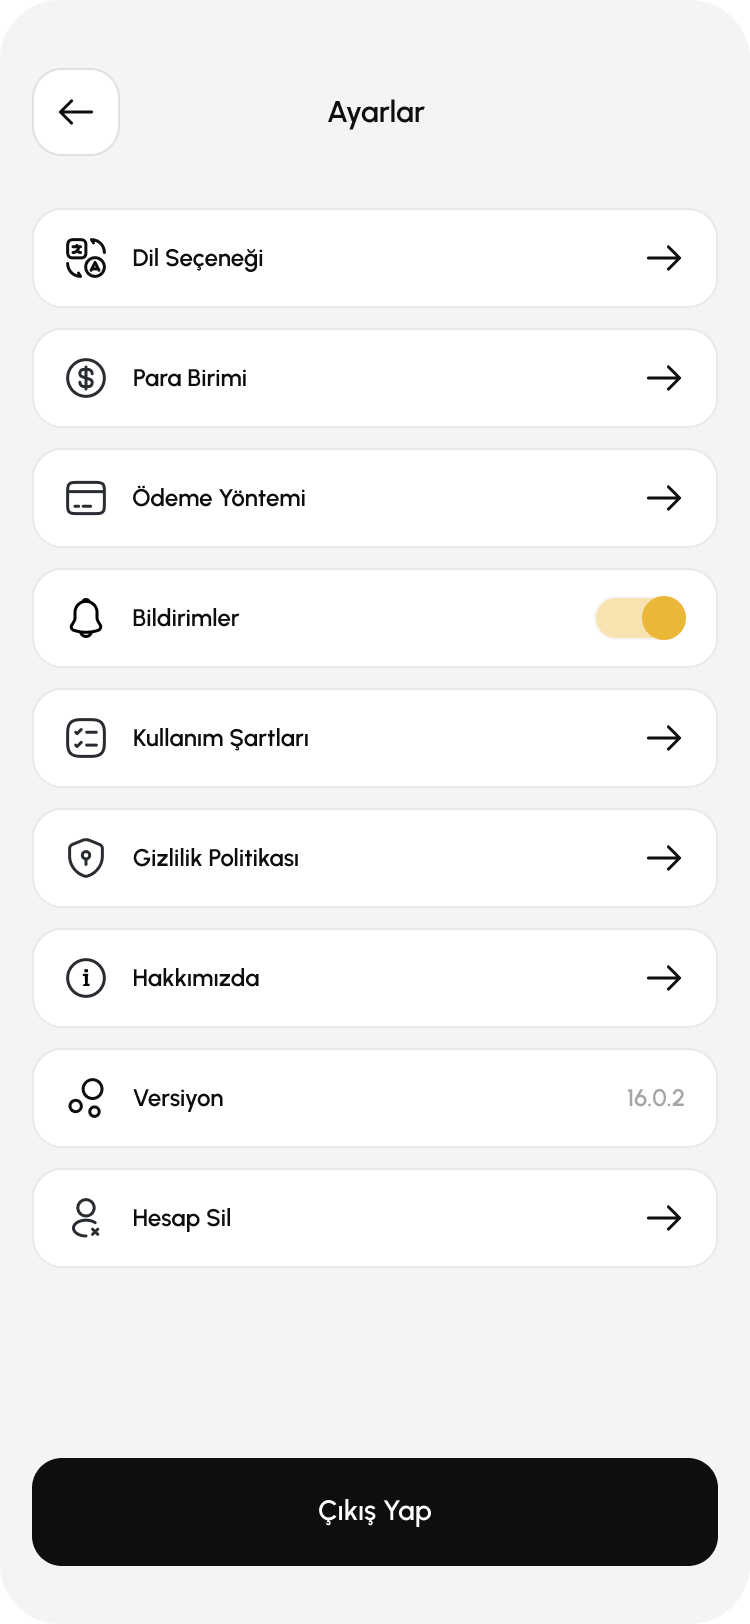 Ayarlar
Dil Seçeneği
Para Birimi
Ödeme Yöntemi
Bildirimler
Kullanım Şartları
Gizlilik Politikası
Hakkımızda
Versiyon 16.0.2
Hesap Sil
Çıkış Yap